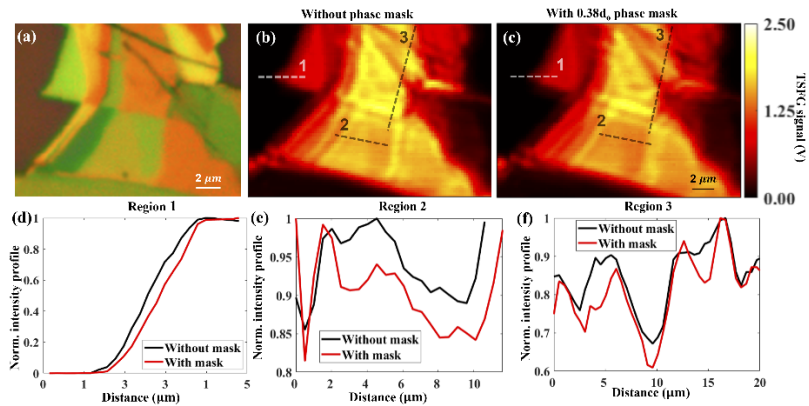 Without phase mask
With 0.38d₀ phase mask
(a)
(b)
(c)
1
2
3
1
2
3
2 μm
2 μm
2.50
1.25
0.00
TSFG signal (V)
Region 1
Region 2
Region 3
(d)
(e)
(f)
Norm. intensity profile
1
0.8
0.6
0.4
0.2
0
0
1
3
3
1
5
Distance (μm)
Without mask
With mask
Norm. intensity profile
1
0.95
0.9
0.85
0.8
0
2
4
6
8
10
Distance (μm)
Without mask
With mask
Norm. intensity profile
1
0.9
0.8
0.7
0.6
0
5
10
15
20
Distance (μm)
Without mask
With mask